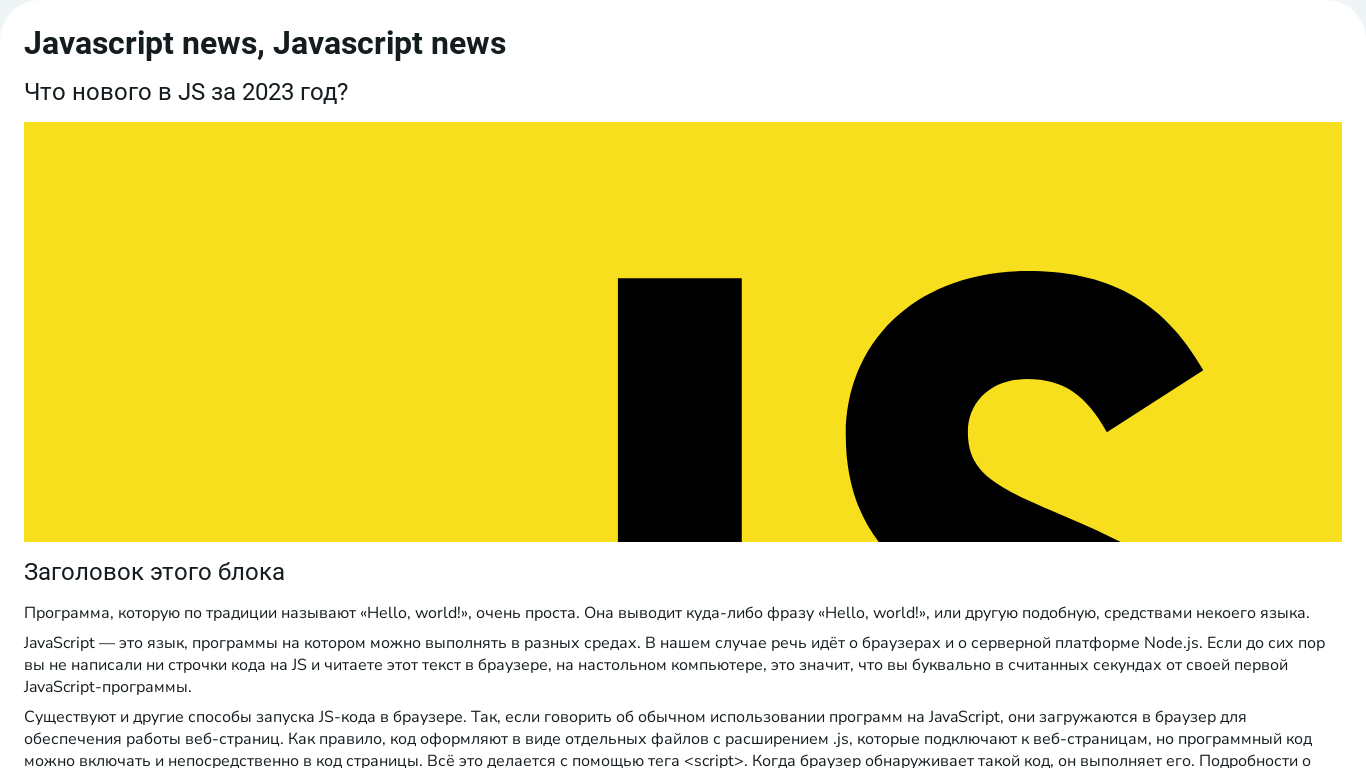 Javascript news, Javascript news
Что нового в JS за 2023 год?
JS
Заголовок этого блока
Программа, которую по традиции называют «Hello, world!», очень проста. Она выводит куда-либо фразу «Hello, world!», или другую подобную, средствами некоего языка.
JavaScript — это язык, программы на котором можно выполнять в разных средах. В нашем случае речь идёт о браузерах и о серверной платформе Node.js. Если до сих пор
вы не написали ни строчки кода на JS и читаете этот текст в браузере, на настольном компьютере, это значит, что вы буквально в считанных секундах от своей первой
JavaScript-программы.
Существуют и другие способы запуска JS-кода в браузере. Так, если говорить об обычном использовании программ на JavaScript, они загружаются в браузер для
обеспечения работы веб-страниц. Как правило, код оформляют в виде отдельных файлов с расширением .js, которые подключают к веб-страницам, но программный код
можно включать и непосредственно в код страницы. Всё это делается с помощью тега <script>. Когда браузер обнаруживает такой код, он выполняет его. Подробности о